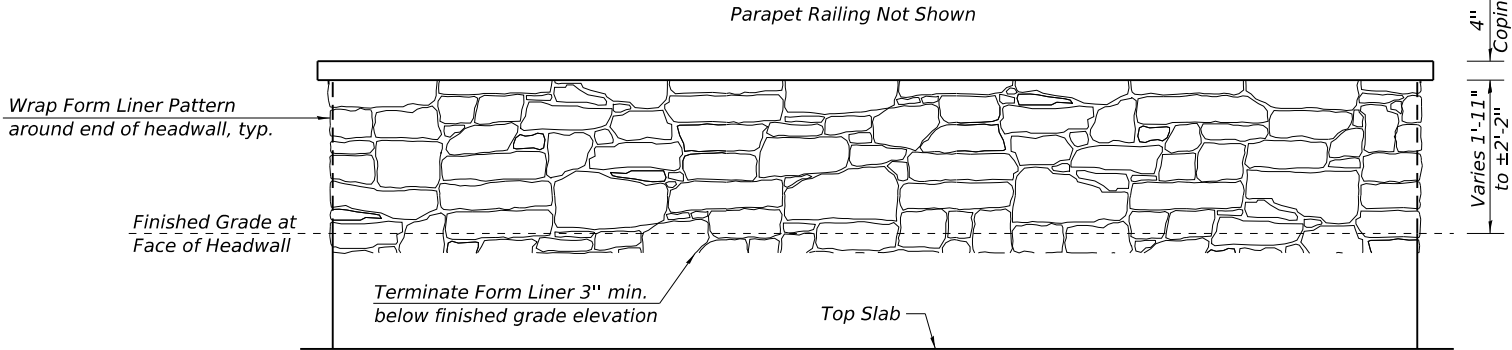 Parapet Railing Not Shown
4"
Wrap Form Liner Pattern
around end of headwall, typ.
Varies 1'-11"
to ±2'-2"
Finished Grade at
Face of Headwall
Terminate Form Liner 3" min.
below finished grade elevation
Top Slab